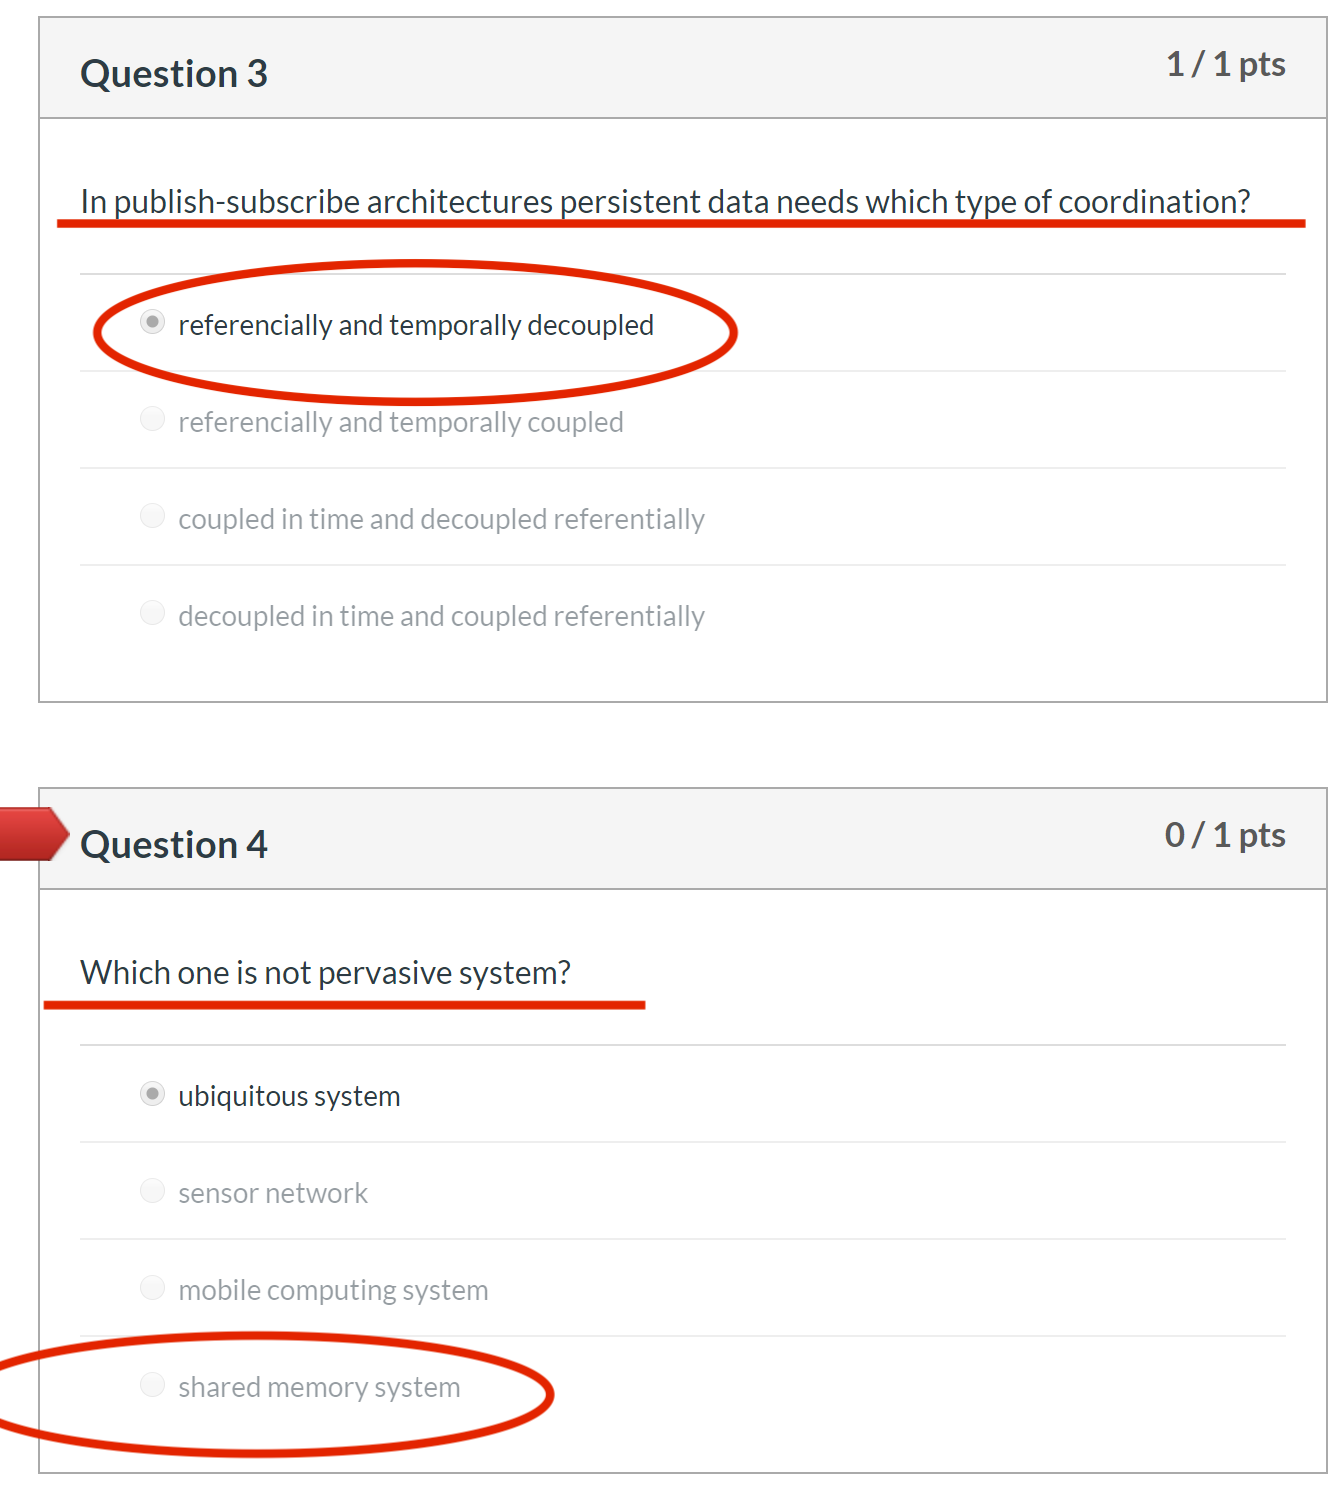 Question 3
1 / 1 pts
In publish-subscribe architectures persistent data needs which type of coordination?
referencially and temporally decoupled
referencially and temporally coupled
coupled in time and decoupled referentially
decoupled in time and coupled referentially
Question 4
0 / 1 pts
Which one is not pervasive system?
ubiquitous system
sensor network
mobile computing system
shared memory system